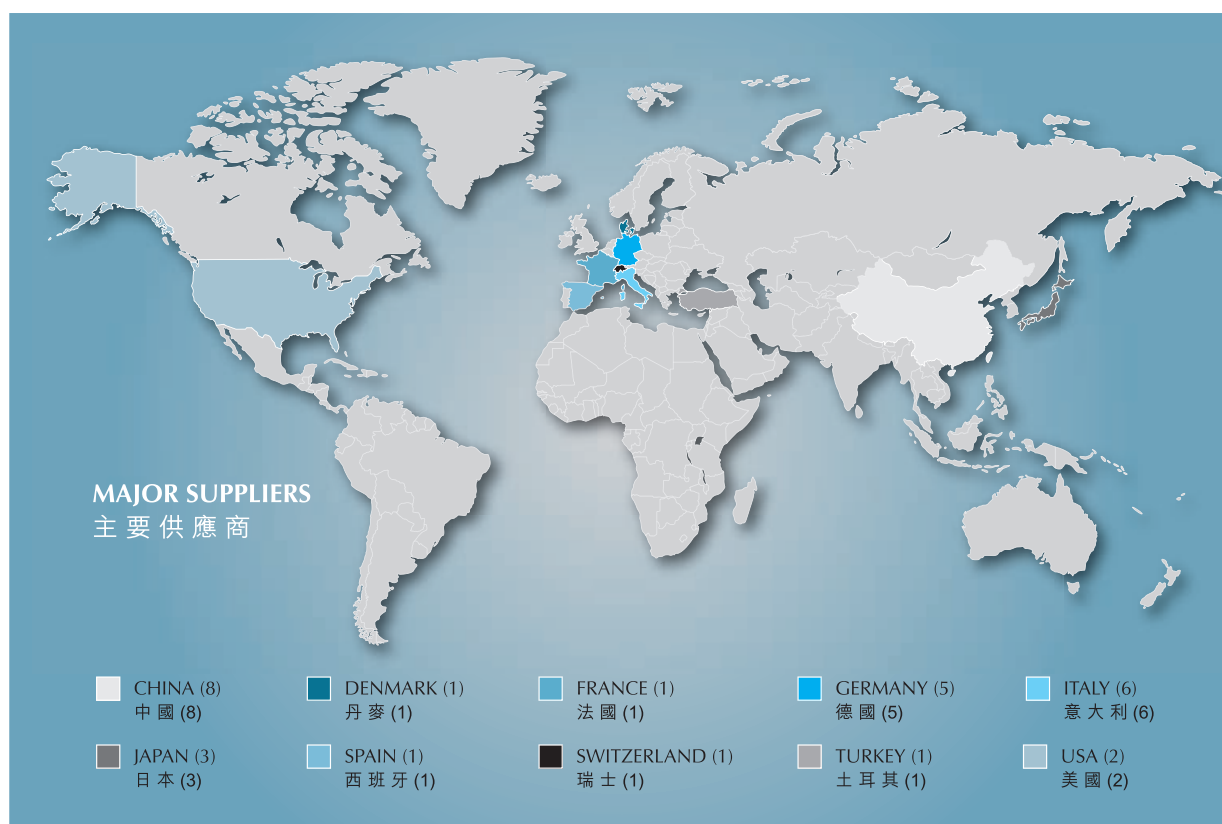 MAJOR SUPPLIERS
主要供應商
CHINA (8)
中國(8)
DENMARK (1)
丹麥(1)
FRANCE (1)
法國(1)
GERMANY (5)
德國(5)
ITALY (6)
意大利(6)
JAPAN (3)
日本(3)
SPAIN (1)
西班牙(1)
SWITZERLAND (1)
瑞士(1)
TURKEY (1)
土耳其(1)
USA (2)
美國(2)